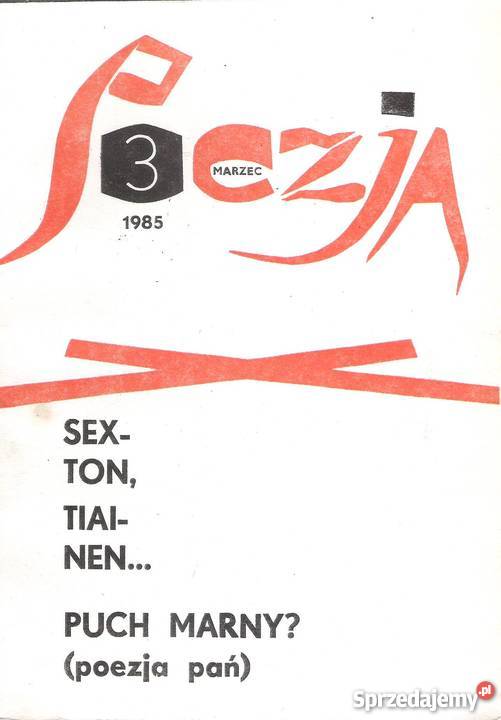 Poezja
3
MARZEC
1985
SEX-
TON,
TIAI-
NEN...
PUCH MARNY?
(poezja pań)
Sprzedajemy.pl